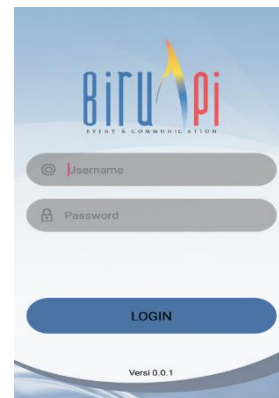 Biru Api
EVENT & COMMUNICATION
Username
Password
LOGIN
Versi 0.0.1